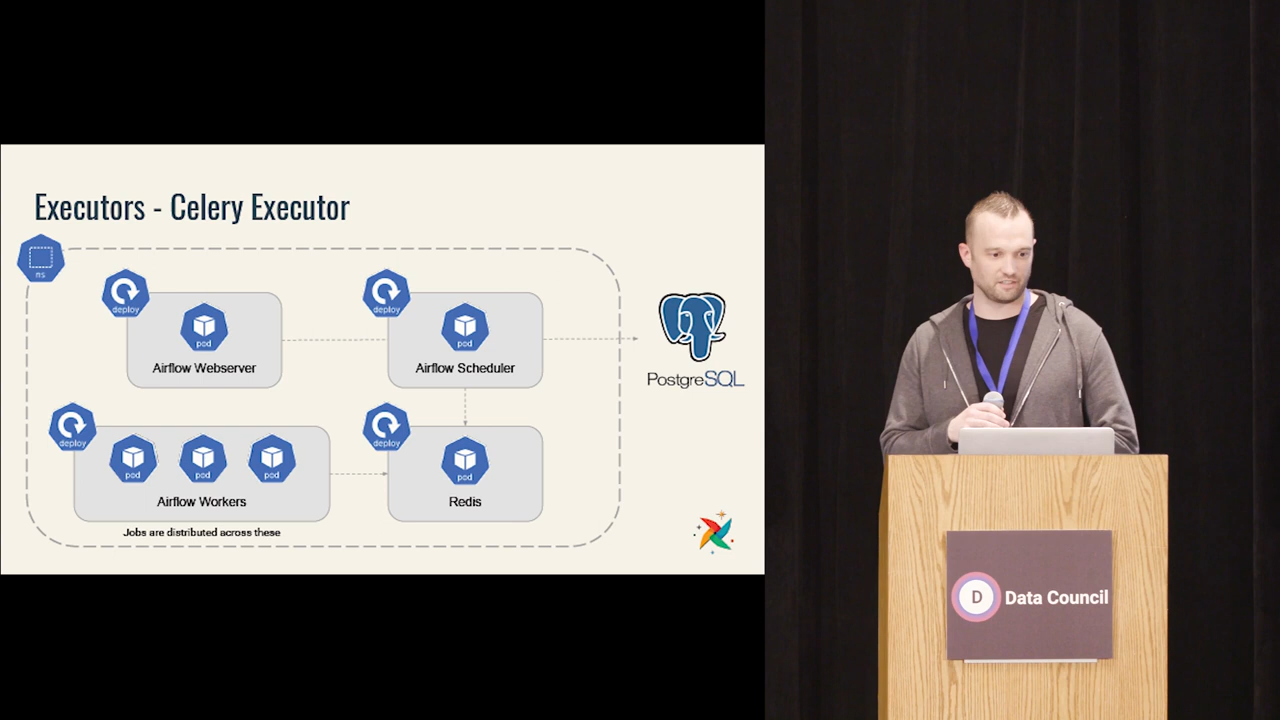 Executors - Celery Executor
ns
deploy
pod
Airflow Webserver
deploy
pod
Airflow Scheduler
PostgreSQL
deploy
pod
pod
pod
Airflow Workers
deploy
pod
Redis
Jobs are distributed across these
D
Data Council